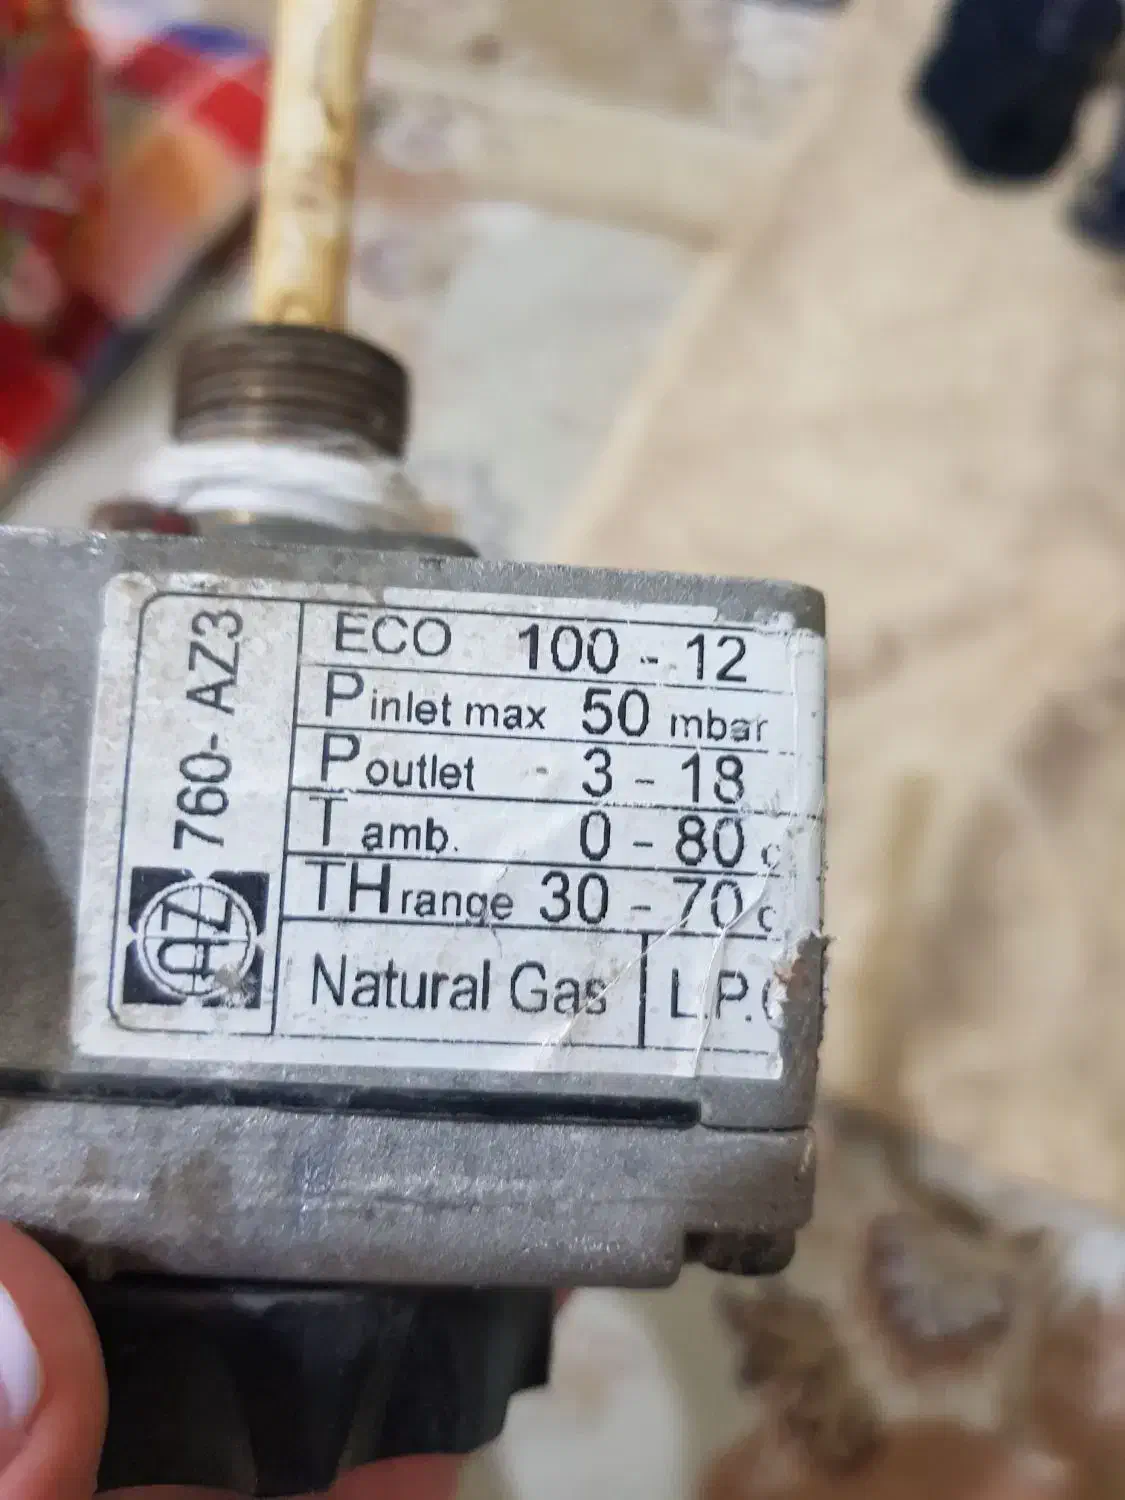 760- AZ3
AZ
ECO 100 - 12
P inlet max 50 mbar
P outlet - 3 - 18
T amb. 0 - 80 c
TH range 30 - 70 c
Natural Gas
L.P.